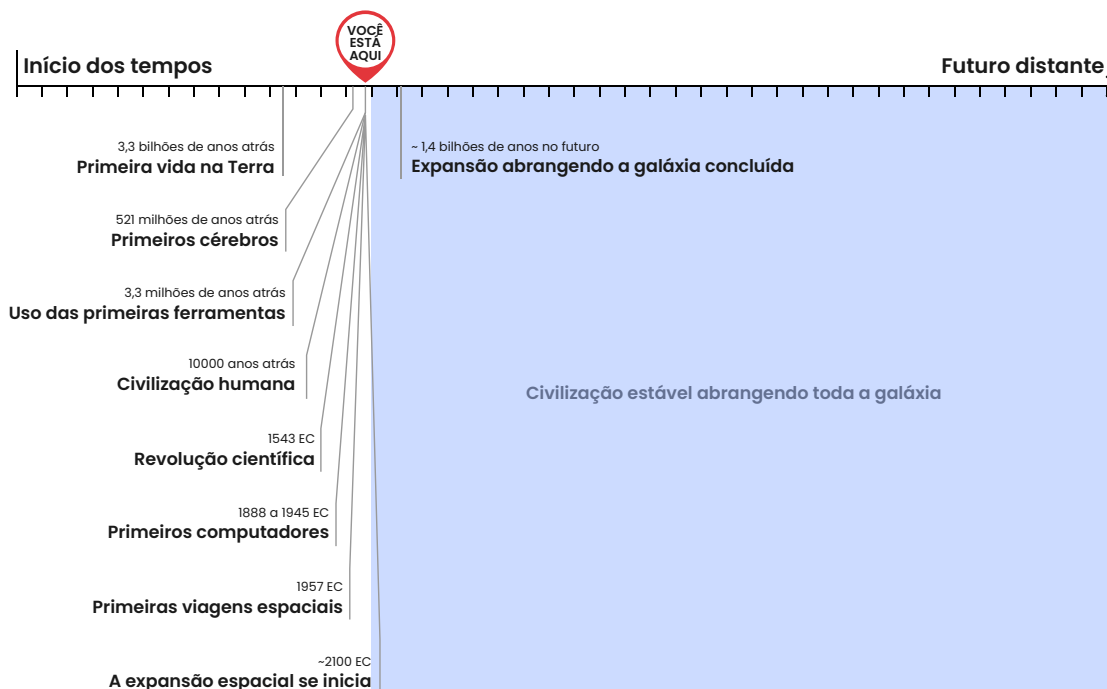 VOCÊ
ESTÁ
AQUI
Início dos tempos
Futuro distante
3,3 bilhões de anos atrás
Primeira vida na Terra
~ 1,4 bilhões de anos no futuro
Expansão abrangendo a galáxia concluída
521 milhões de anos atrás
Primeiros cérebros
3,3 milhões de anos atrás
Uso das primeiras ferramentas
10000 anos atrás
Civilização humana
Civilização estável abrangendo toda a galáxia
1543 EC
Revolução científica
1888 a 1945 EC
Primeiros computadores
1957 EC
Primeiras viagens espaciais
~2100 EC
A expansão espacial se inicia